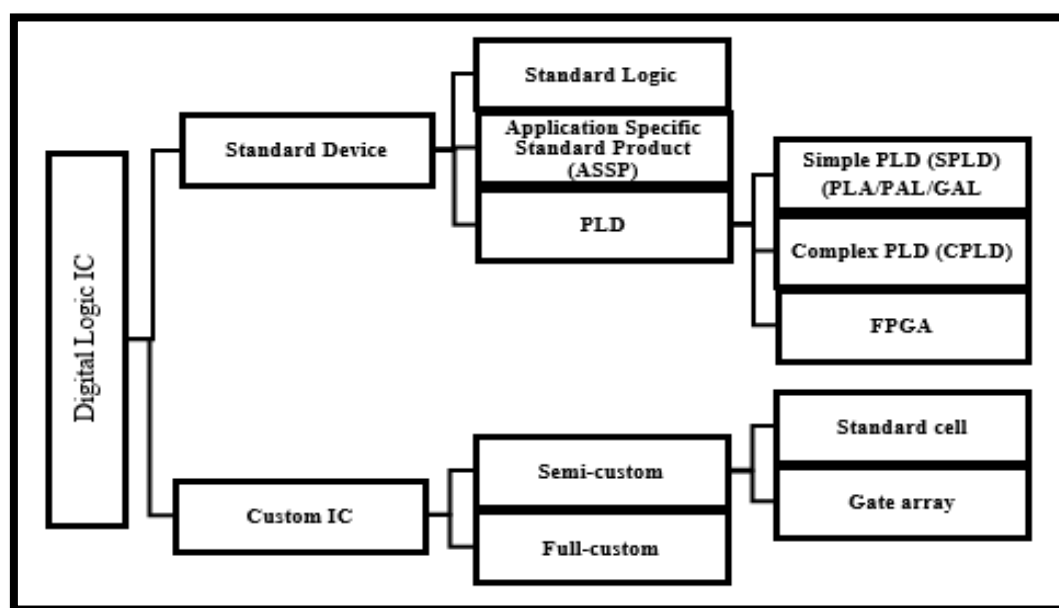 Digital Logic IC
Standard Device
Standard Logic
Application Specific
Standard Product
(ASSP)
PLD
Simple PLD (SPLD)
(PLA/PAL/GAL
Complex PLD (CPLD)
FPGA
Custom IC
Semi-custom
Full-custom
Standard cell
Gate array